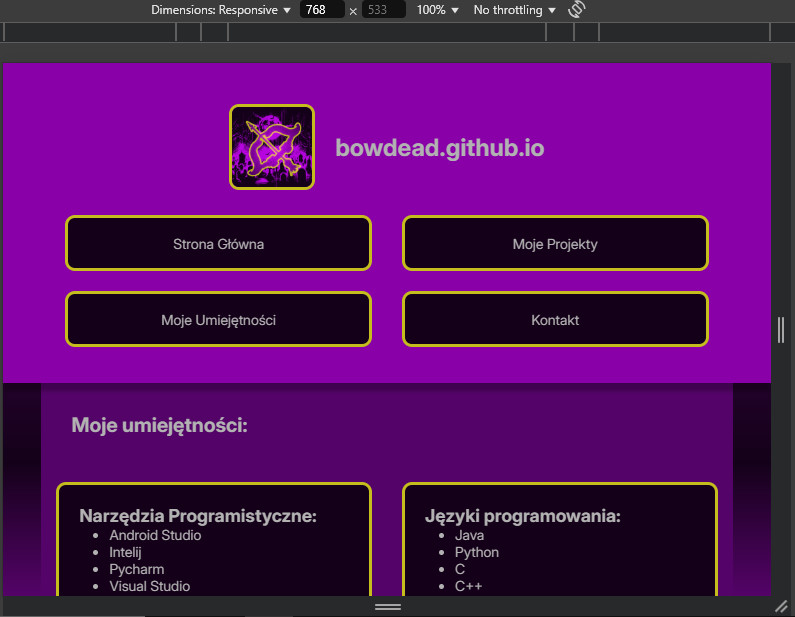 Dimensions: Responsive 768 × 533 100% No throttling
bowdead.github.io
Strona Główna Moje Projekty
Moje Umiejętności Kontakt
Moje umiejętności:
Narzędzia Programistyczne:
Android Studio
Intelij
Pycharm
Visual Studio
Języki programowania:
Java
Python
C
C++